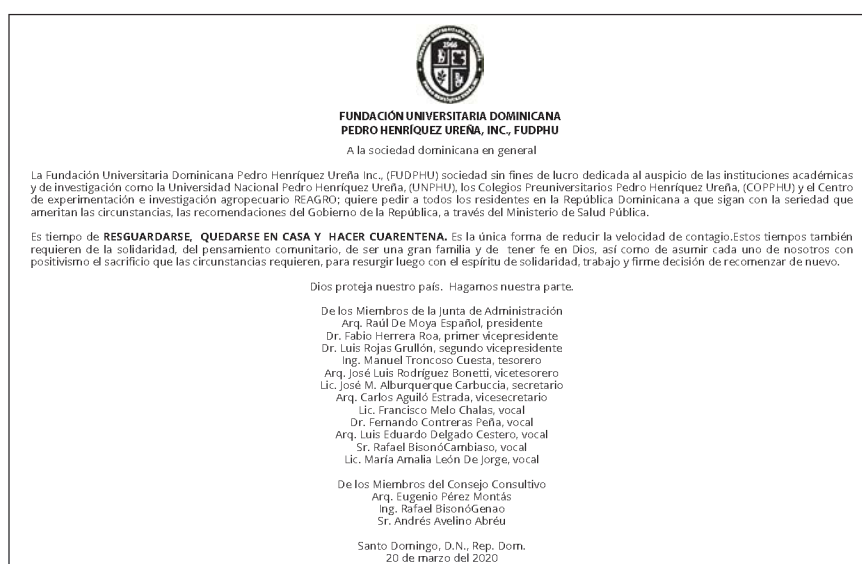 1966
FUNDACIÓN UNIVERSITARIA DOMINICANA
PEDRO HENRÍQUEZ UREÑA, INC., FUDPHU
A la sociedad dominicana en general
La Fundación Universitaria Dominicana Pedro Henríquez Ureña Inc., (FUDPHU) sociedad sin fines de lucro dedicada al auspicio de las instituciones académicas
y de investigación como la Universidad Nacional Pedro Henríquez Ureña, (UNPHU), los Colegios Preuniversitarios Pedro Henríquez Ureña, (COPPHU) y el Centro
de experimentación e investigación agropecuario REAGRO; quiere pedir a todos los residentes en la República Dominicana a que sigan con la seriedad que
ameritan las circunstancias, las recomendaciones del Gobierno de la República, a través del Ministerio de Salud Pública.
Es tiempo de RESGUARDARSE, QUEDARSE EN CASA Y HACER CUARENTENA. Es la única forma de reducir la velocidad de contagio.Estos tiempos también
requieren de la solidaridad, del pensamiento comunitario, de ser una gran familia y de tener fe en Dios, así como de asumir cada uno de nosotros con
positivismo el sacrificio que las circunstancias requieren, para resurgir luego con el espíritu de solidaridad, trabajo y firme decisión de recomenzar de nuevo.
Dios proteja nuestro país. Hagamos nuestra parte.
De los Miembros de la Junta de Administración
Arq. Raúl De Moya Español, presidente
Dr. Fabio Herrera Roa, primer vicepresidente
Dr. Luis Rojas Grullón, segundo vicepresidente
Ing. Manuel Troncoso Cuesta, tesorero
Arq. José Luis Rodríguez Bonetti, vicetesorero
Lic. José M. Alburquerque Carbuccia, secretario
Arq. Carlos Aguiló Estrada, vicesecretario
Lic. Francisco Melo Chalas, vocal
Dr. Fernando Contreras Peña, vocal
Arq. Luis Eduardo Delgado Cestero, vocal
Sr. Rafael BisonóCambiaso, vocal
Lic. María Amalia León De Jorge, vocal
De los Miembros del Consejo Consultivo
Arq. Eugenio Pérez Montás
Ing. Rafael BisonóGenao
Sr. Andrés Avelino Abréu
Santo Domingo, D.N., Rep. Dom.
20 de marzo del 2020